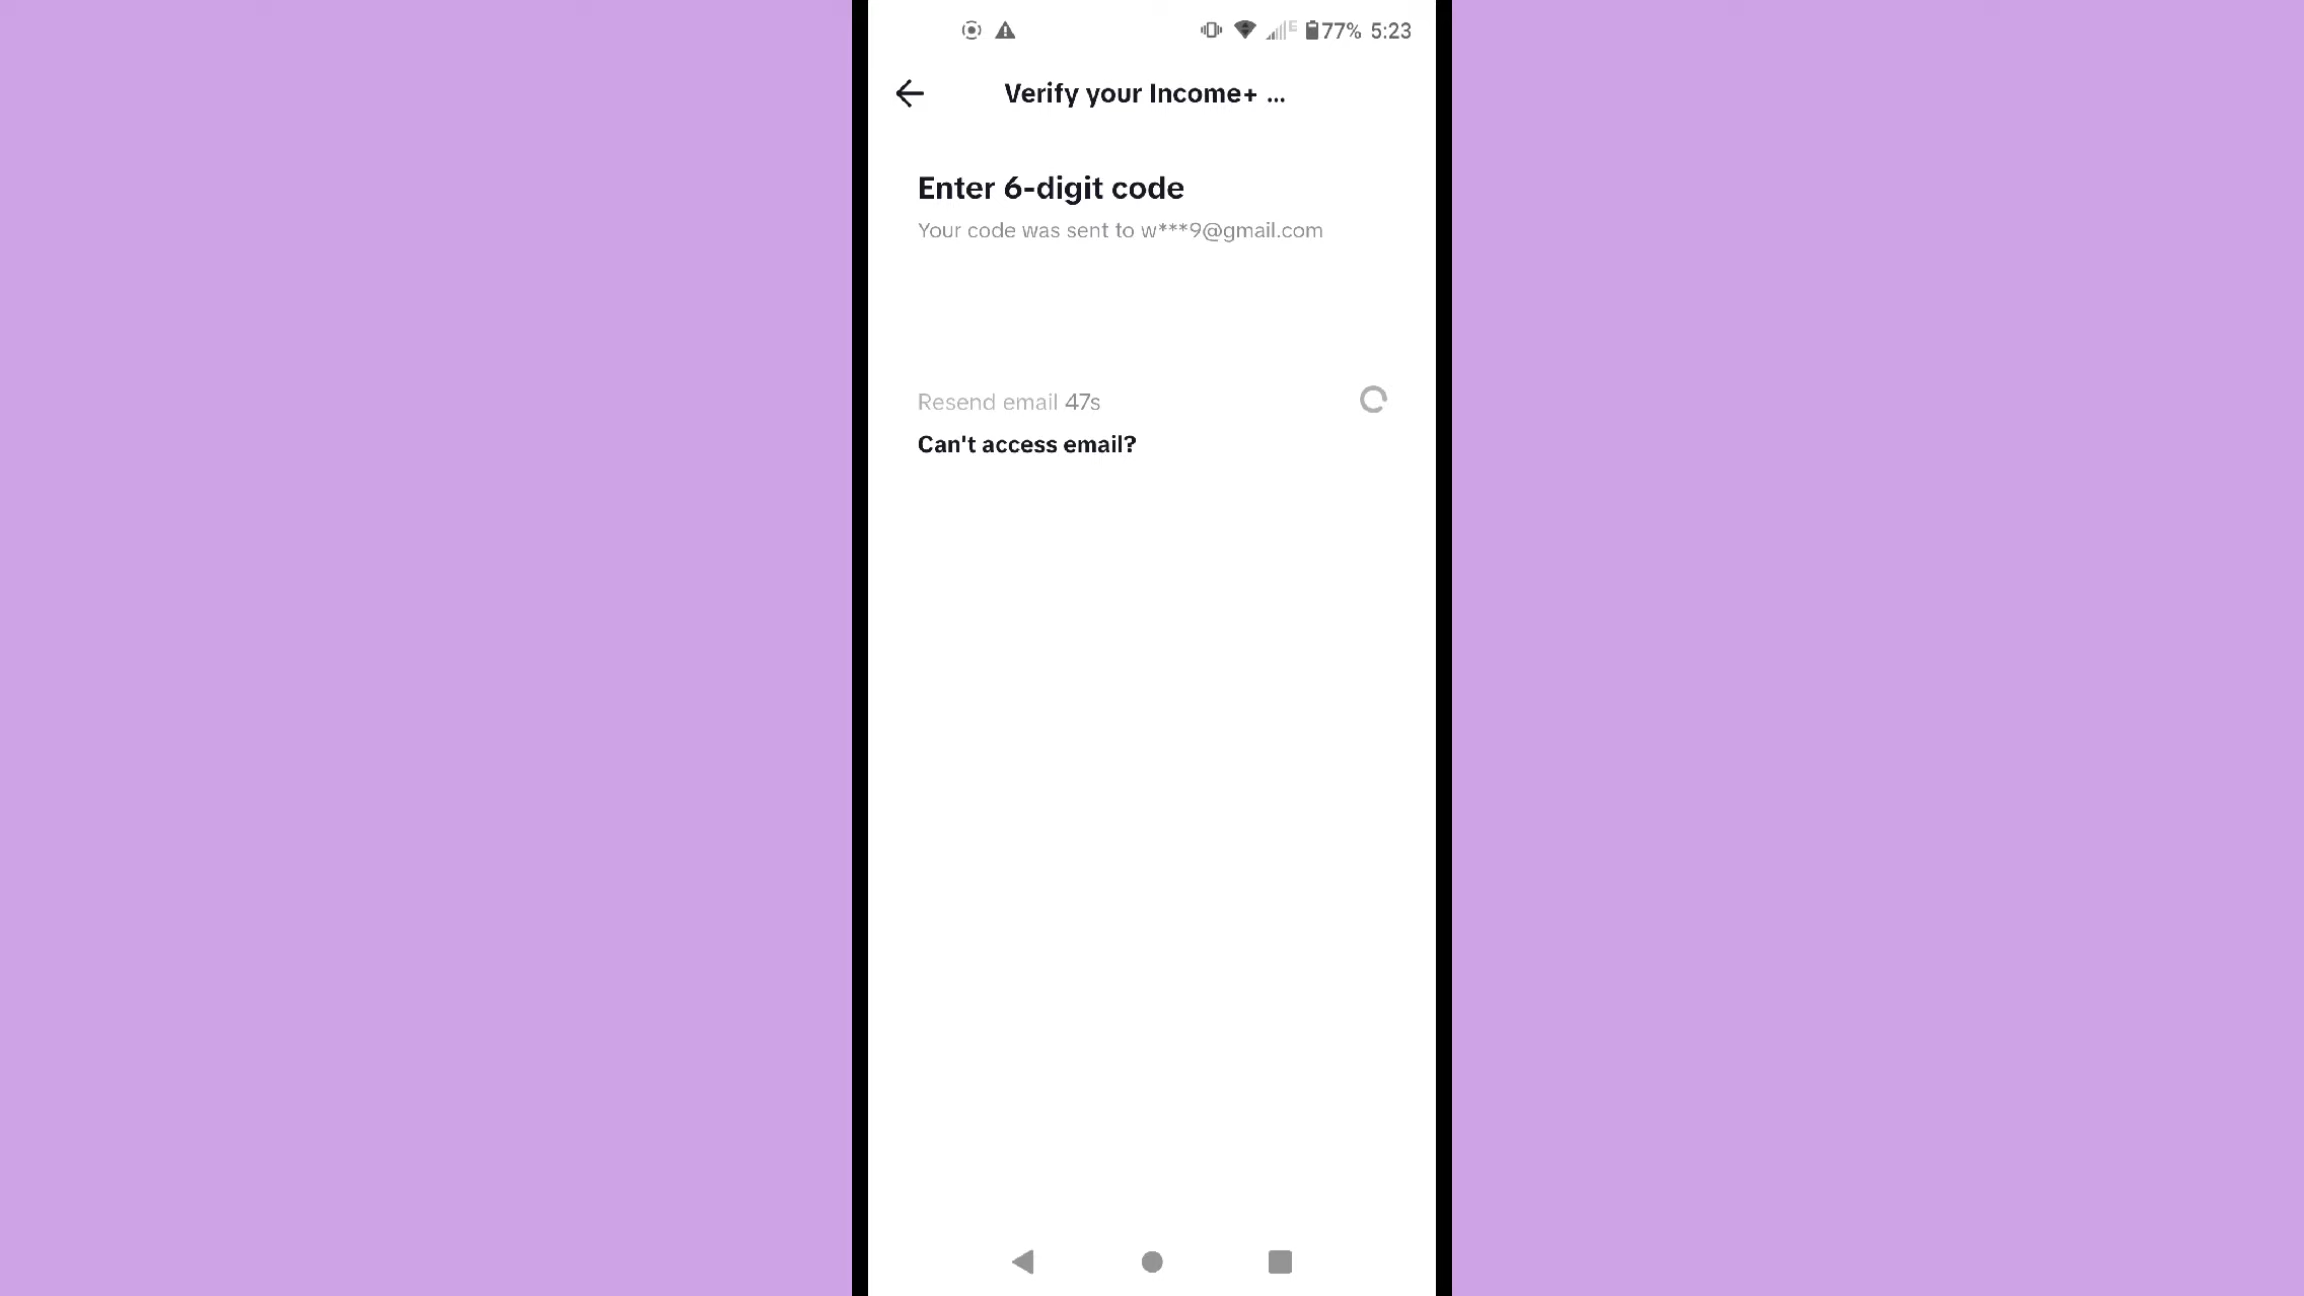 77% 5:23
Verify your Income+ ...
Enter 6-digit code
Your code was sent to w***9@gmail.com
Resend email 47s
Can't access email?